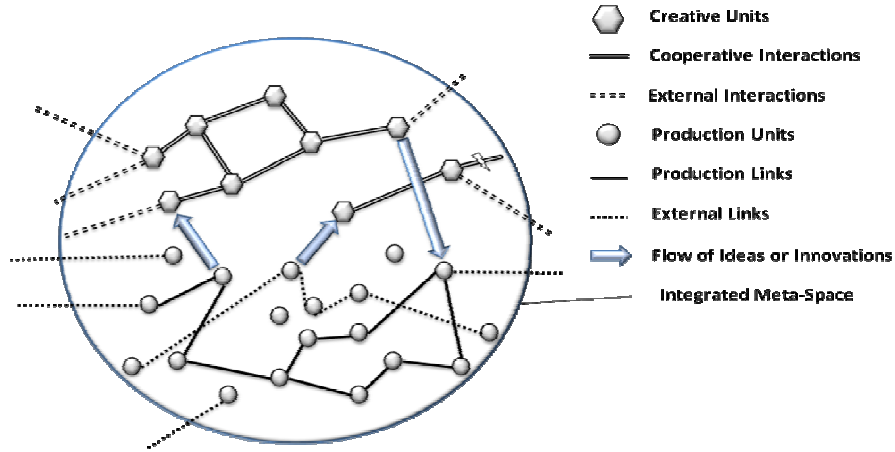 Creative Units
Cooperative Interactions
External Interactions
Production Units
Production Links
External Links
Flow of Ideas or Innovations
Integrated Meta-Space